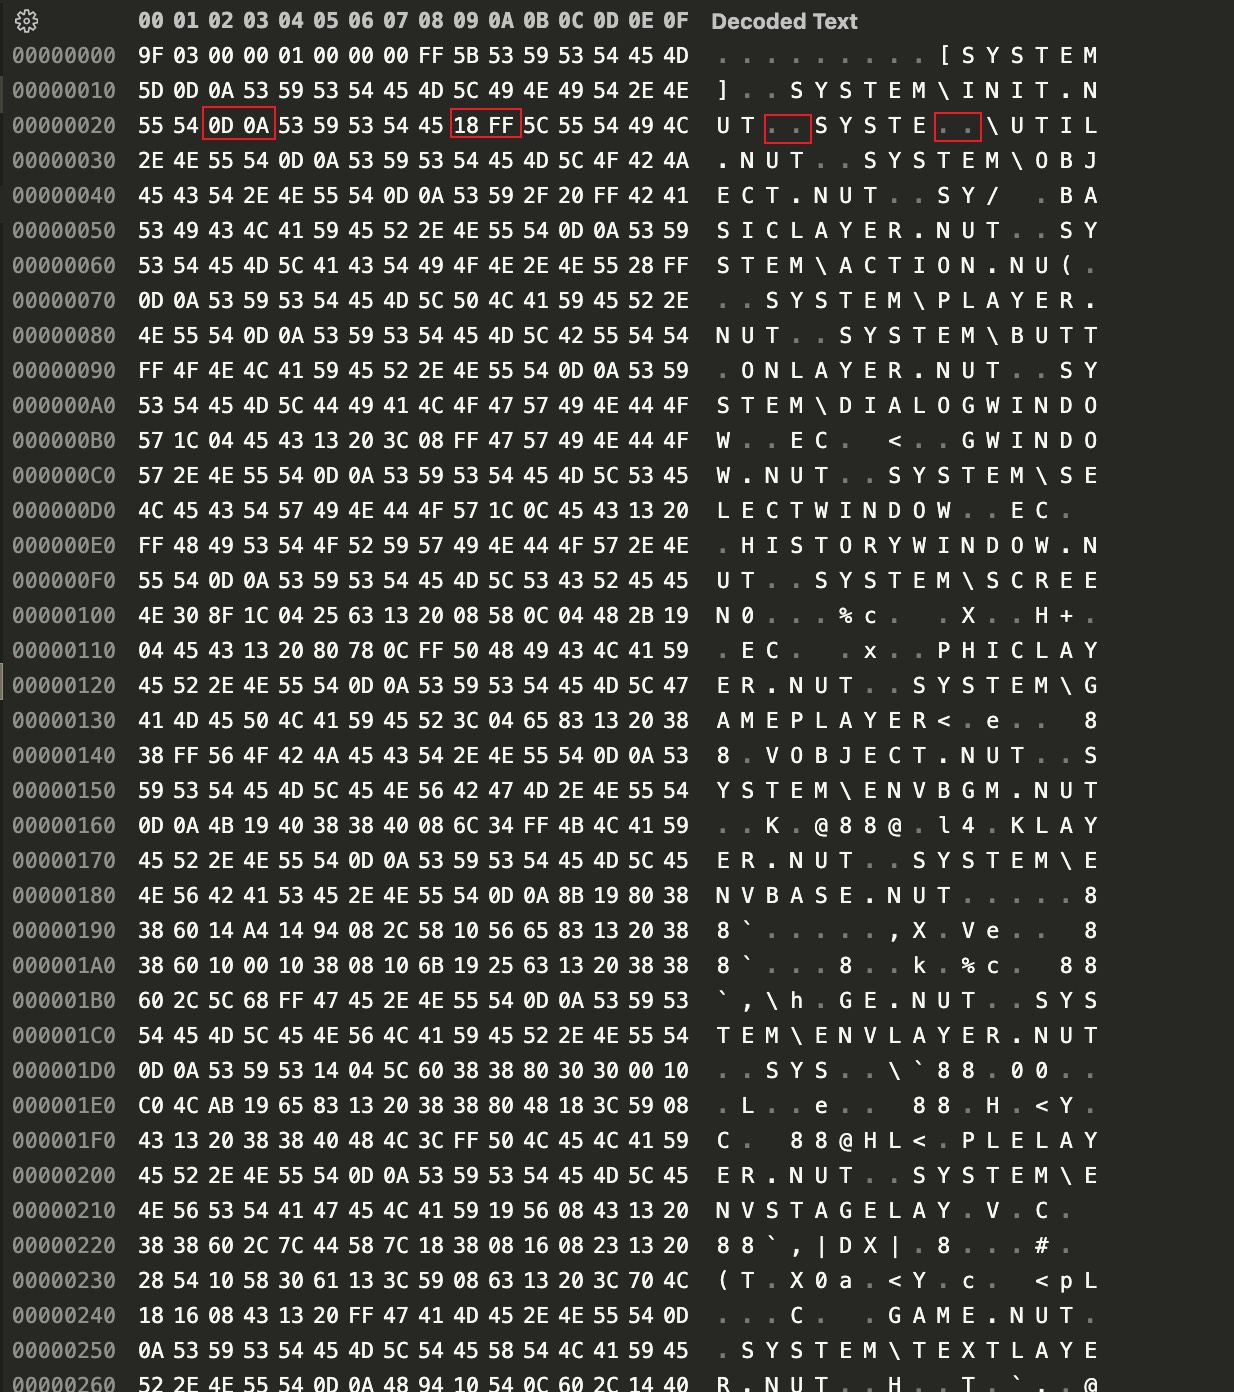 00 01 02 03 04 05 06 07 08 09 0A 0B 0C 0D 0E 0F Decoded Text
00000000 9F 03 00 00 01 00 00 00 FF 5B 53 59 53 54 45 4D . . . . . . . . . [ S Y S T E M
00000010 5D 0D 0A 53 59 53 54 45 4D 5C 49 4E 49 54 2E 4E ] . . S Y S T E M \ I N I T . N
00000020 55 54 0D 0A 53 59 53 54 45 18 FF 5C 55 54 49 4C U T . . S Y S T E . . \ U T I L
00000030 2E 4E 55 54 0D 0A 53 59 53 54 45 4D 5C 4F 42 4A . N U T . . S Y S T E M \ O B J
00000040 45 43 54 2E 4E 55 54 0D 0A 53 59 2F 20 FF 42 41 E C T . N U T . . S Y /   . B A
00000050 53 49 43 4C 41 59 45 52 2E 4E 55 54 0D 0A 53 59 S I C L A Y E R . N U T . . S Y
00000060 53 54 45 4D 5C 41 43 54 49 4F 4E 2E 4E 55 28 FF S T E M \ A C T I O N . N U ( .
00000070 0D 0A 53 59 53 54 45 4D 5C 50 4C 41 59 45 52 2E . . S Y S T E M \ P L A Y E R .
00000080 4E 55 54 0D 0A 53 59 53 54 45 4D 5C 42 55 54 54 N U T . . S Y S T E M \ B U T T
00000090 FF 4F 4E 4C 41 59 45 52 2E 4E 55 54 0D 0A 53 59 . O N L A Y E R . N U T . . S Y
000000A0 53 54 45 4D 5C 44 49 41 4C 4F 47 57 49 4E 44 4F S T E M \ D I A L O G W I N D O
000000B0 57 1C 04 45 43 13 20 3C 08 FF 47 57 49 4E 44 4F W . . E C .   < . . G W I N D O
000000C0 57 2E 4E 55 54 0D 0A 53 59 53 54 45 4D 5C 53 45 W . N U T . . S Y S T E M \ S E
000000D0 4C 45 43 54 57 49 4E 44 4F 57 1C 0C 45 43 13 20 L E C T W I N D O W . . E C .
000000E0 FF 48 49 53 54 4F 52 59 57 49 4E 44 4F 57 2E 4E . H I S T O R Y W I N D O W . N
000000F0 55 54 0D 0A 53 59 53 54 45 4D 5C 53 43 52 45 45 U T . . S Y S T E M \ S C R E E
00000100 4E 30 8F 1C 04 25 63 13 20 08 58 0C 04 48 2B 19 N 0 . . . % c .   . X . . H + .
00000110 04 45 43 13 20 80 78 0C FF 50 48 49 43 4C 41 59 . E C .   . x . . P H I C L A Y
00000120 45 52 2E 4E 55 54 0D 0A 53 59 53 54 45 4D 5C 47 E R . N U T . . S Y S T E M \ G
00000130 41 4D 45 50 4C 41 59 45 52 3C 04 65 83 13 20 38 A M E P L A Y E R < . e . .   8
00000140 38 FF 56 4F 42 4A 45 43 54 2E 4E 55 54 0D 0A 53 8 . V O B J E C T . N U T . . S
00000150 59 53 54 45 4D 5C 45 4E 56 42 47 4D 2E 4E 55 54 Y S T E M \ E N V B G M . N U T
00000160 0D 0A 4B 19 40 38 38 40 08 6C 34 FF 4B 4C 41 59 . . K . @ 8 8 @ . l 4 . K L A Y
00000170 45 52 2E 4E 55 54 0D 0A 53 59 53 54 45 4D 5C 45 E R . N U T . . S Y S T E M \ E
00000180 4E 56 42 41 53 45 2E 4E 55 54 0D 0A 8B 19 80 38 N V B A S E . N U T . . . . . 8
00000190 38 60 14 A4 14 94 08 2C 58 10 56 65 83 13 20 38 8 ` . . . . . , X . V e . .   8
000001A0 38 60 10 00 10 38 08 10 6B 19 25 63 13 20 38 38 8 ` . . . 8 . . k . % c .   8 8
000001B0 60 2C 5C 68 FF 47 45 2E 4E 55 54 0D 0A 53 59 53 ` , \ h . G E . N U T . . S Y S
000001C0 54 45 4D 5C 45 4E 56 4C 41 59 45 52 2E 4E 55 54 T E M \ E N V L A Y E R . N U T
000001D0 0D 0A 53 59 53 14 04 5C 60 38 38 80 30 30 00 10 . . S Y S . . \ ` 8 8 . 0 0 . .
000001E0 C0 4C AB 19 65 83 13 20 38 38 80 48 18 3C 59 08 . L . . e . .   8 8 . H . < Y .
000001F0 43 13 20 38 38 40 48 4C 3C FF 50 4C 45 4C 41 59 C .   8 8 @ H L < . P L E L A Y
00000200 45 52 2E 4E 55 54 0D 0A 53 59 53 54 45 4D 5C 45 E R . N U T . . S Y S T E M \ E
00000210 4E 56 53 54 41 47 45 4C 41 59 19 56 08 43 13 20 N V S T A G E L A Y . V . C .
00000220 38 38 60 2C 7C 44 58 7C 18 38 08 16 08 23 13 20 8 8 ` , | D X | . 8 . . . # .
00000230 28 54 10 58 30 61 13 3C 59 08 63 13 20 3C 70 4C ( T . X 0 a . < Y . c .   < p L
00000240 18 16 08 43 13 20 FF 47 41 4D 45 2E 4E 55 54 0D . . . C .   . G A M E . N U T .
00000250 0A 53 59 53 54 45 4D 5C 54 45 58 54 4C 41 59 45 . S Y S T E M \ T E X T L A Y E
00000260 52 2E 4E 55 54 0D 0A 48 94 10 54 0C 60 2C 14 40 R . N U T . . H . . T . ` , . @